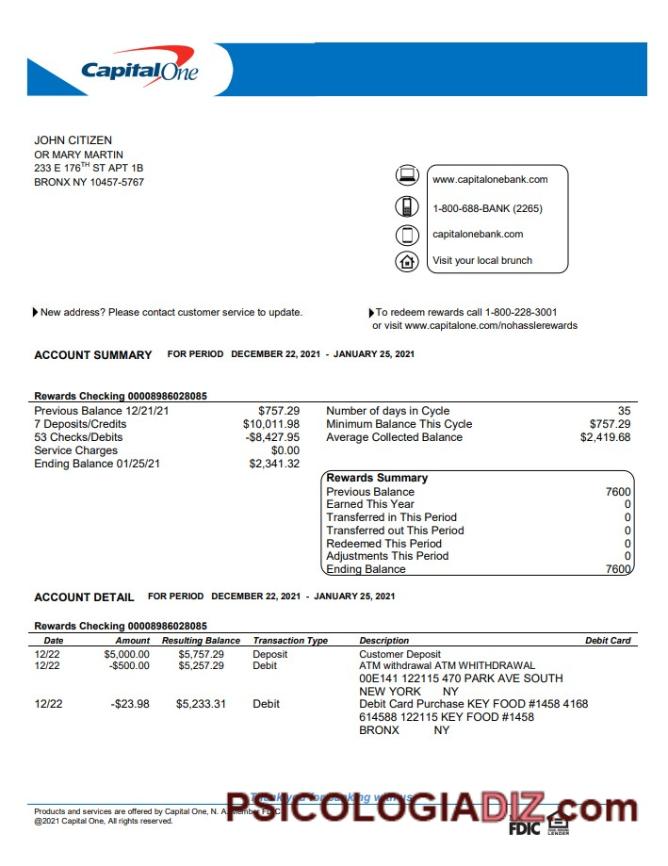 CapitalOne
JOHN CITIZEN
OR MARY MARTIN
233 E 176TH ST APT 1B
BRONX NY 10457-5767
www.capitalonebank.com
1-800-688-BANK (2265)
capitalonebank.com
Visit your local brunch
New address? Please contact customer service to update.
To redeem rewards call 1-800-228-3001
or visit www.capitalone.com/nohasslerewards
ACCOUNT SUMMARY FOR PERIOD DECEMBER 22, 2021 - JANUARY 25, 2021
Rewards Checking 00008986028085
Previous Balance 12/21/21 $757.29 Number of days in Cycle 35
7 Deposits/Credits $10,011.98 Minimum Balance This Cycle $757.29
53 Checks/Debits -$8,427.95 Average Collected Balance $2,419.68
Service Charges $0.00
Ending Balance 01/25/21 $2,341.32
Rewards Summary
Previous Balance 7600
Earned This Year 0
Transferred in This Period 0
Transferred out This Period 0
Redeemed This Period 0
Adjustments This Period 0
Ending Balance 7600
ACCOUNT DETAIL FOR PERIOD DECEMBER 22, 2021 - JANUARY 25, 2021
Rewards Checking 00008986028085
Date Amount Resulting Balance Transaction Type Description Debit Card
12/22 $5,000.00 $5,757.29 Deposit Customer Deposit
12/22 -$500.00 $5,257.29 Debit ATM withdrawal ATM WHITHDRAWAL
00E141 122115 470 PARK AVE SOUTH
NEW YORK NY
12/22 -$23.98 $5,233.31 Debit Debit Card Purchase KEY FOOD #1458 4168
614588 122115 KEY FOOD #1458
BRONX NY
Thank you for banking with us
Products and services are offered by Capital One, N. A. Member FDIC
@2021 Capital One, All rights reserved.
PSICOLOGIADIZ.com
FDIC
LENDER